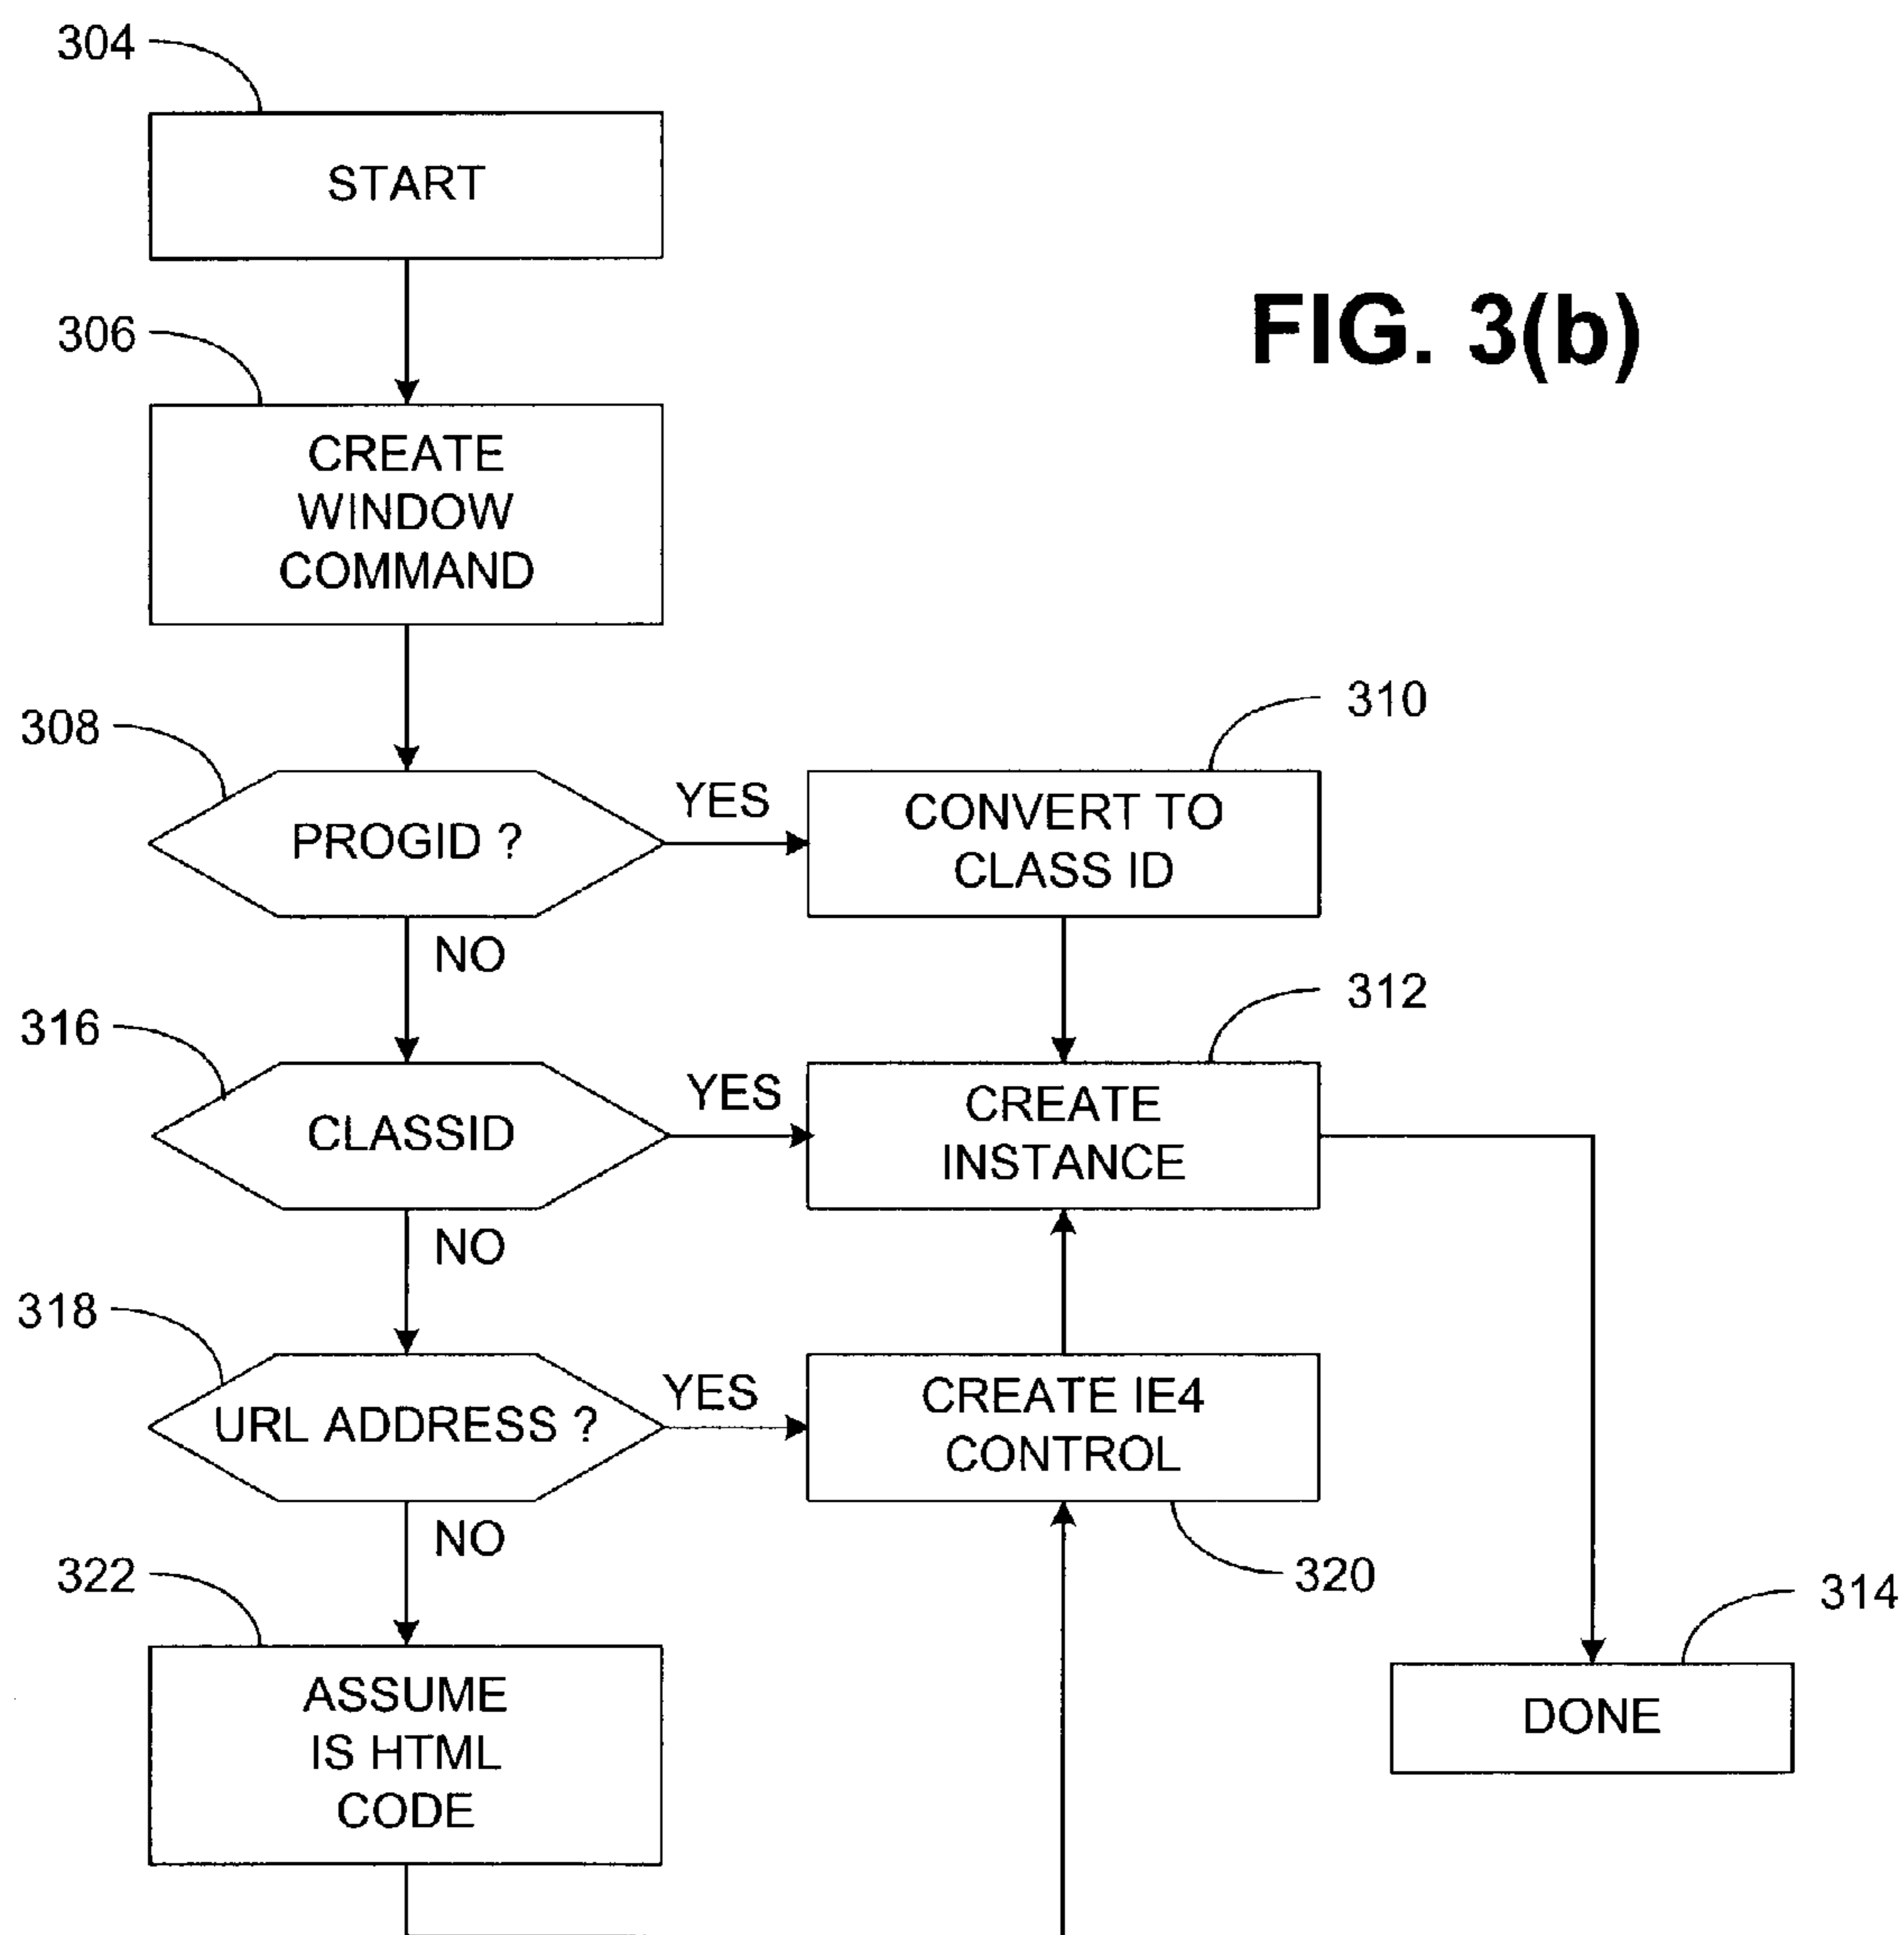 304
START
FIG. 3(b)
306
CREATE
WINDOW
COMMAND
308
PROGID ?
YES
310
CONVERT TO
CLASS ID
NO
316
CLASSID
YES
312
CREATE
INSTANCE
NO
318
URL ADDRESS ?
YES
CREATE IE4
CONTROL
320
NO
322
ASSUME
IS HTML
CODE
314
DONE